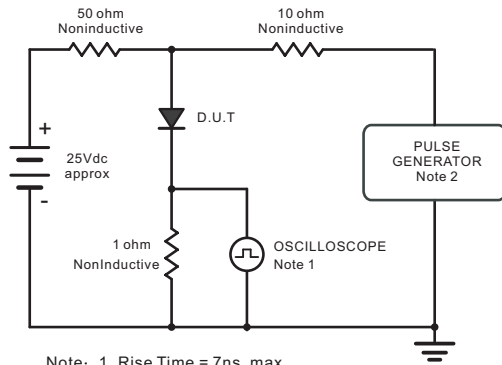 50 ohm
Noninductive
10 ohm
Noninductive
D.U.T
+
25Vdc
approx
-
PULSE
GENERATOR
Note 2
1 ohm
NonInductive
OSCILLOSCOPE
Note 1
Note: 1. Rise Time = 7ns max.